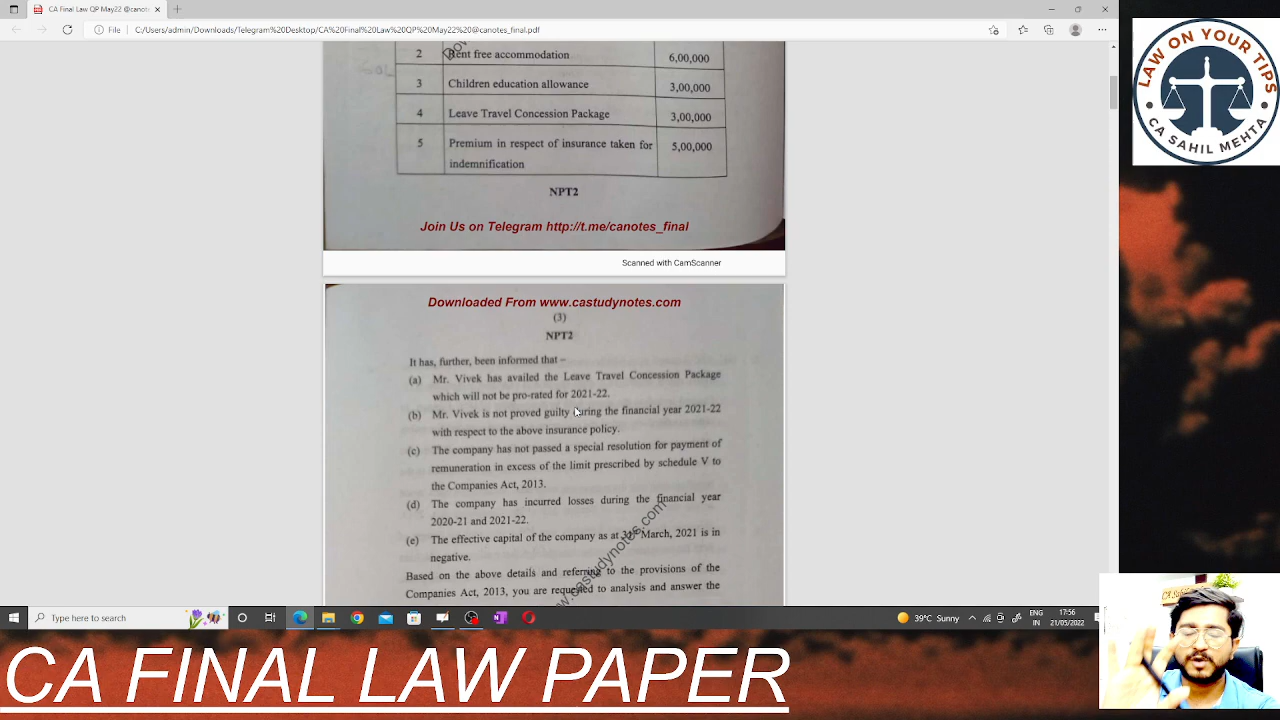 CA Final Law QP May22 @canote
File
C:/Users/admin/Downloads/Telegram%20Desktop/CA%20Final%20Law%20QP%20May22%20@canotes_final.pdf
2 Rent free accommodation 6,00,000
3 Children education allowance 3,00,000
4 Leave Travel Concession Package 3,00,000
5 Premium in respect of insurance taken for 5,00,000
indemnification
NPT2
Join Us on Telegram http://t.me/canotes_final
Scanned with CamScanner
Downloaded From www.castudynotes.com
(3)
NPT2
It has, further, been informed that –
(a) Mr. Vivek has availed the Leave Travel Concession Package
which will not be pro-rated for 2021-22.
(b) Mr. Vivek is not proved guilty during the financial year 2021-22
with respect to the above insurance policy.
(c) The company has not passed a special resolution for payment of
remuneration in excess of the limit prescribed by schedule V to
the Companies Act, 2013.
(d) The company has incurred losses during the financial year
2020-21 and 2021-22.
(e) The effective capital of the company as at 31st March, 2021 is in
negative.
Based on the above details and referring to the provisions of the
Companies Act, 2013, you are requested to analysis and answer the
w.castudynotes.com
LAW ON YOUR TIPS
CA SAHIL MEHTA
Type here to search
39°C Sunny
ENG
IN
17:56
21/05/2022
CA FINAL LAW PAPER